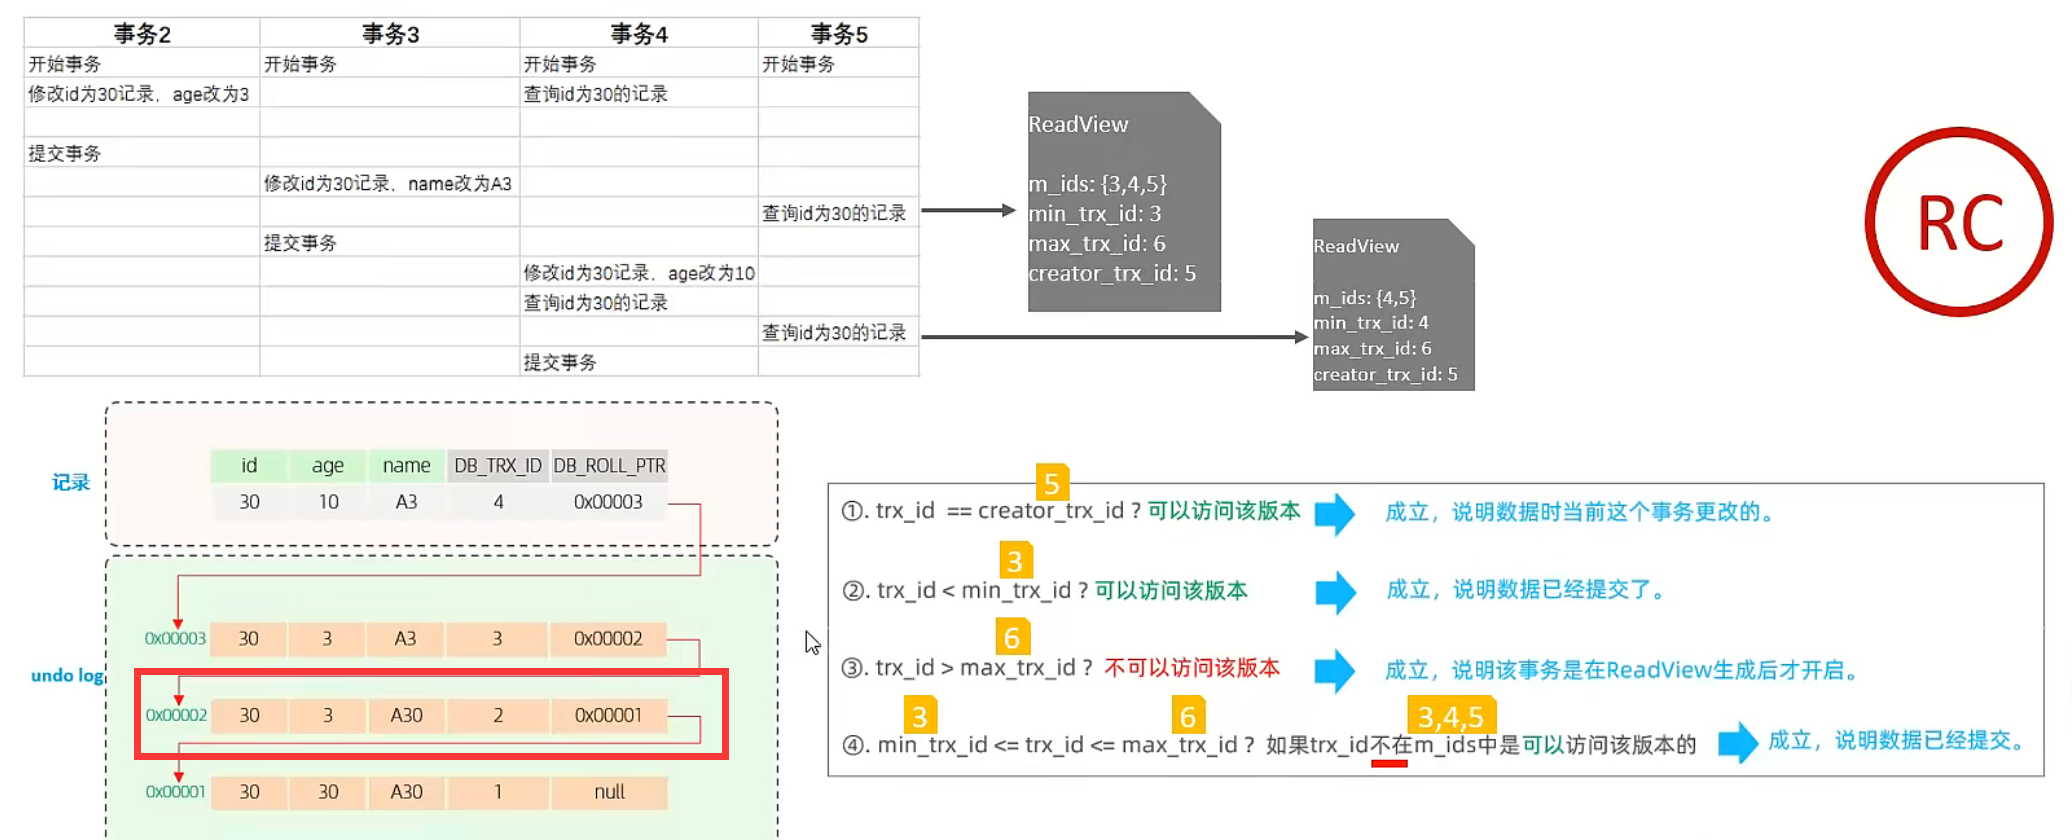 事务2 事务3 事务4 事务5
开始事务 开始事务 开始事务 开始事务
修改id为30记录，age改为3 查询id为30的记录
提交事务
修改id为30记录，name改为A3
查询id为30的记录
提交事务
修改id为30记录，age改为10
查询id为30的记录
查询id为30的记录
提交事务
ReadView
m_ids: {3,4,5}
min_trx_id: 3
max_trx_id: 6
creator_trx_id: 5
ReadView
m_ids: {4,5}
min_trx_id: 4
max_trx_id: 6
creator_trx_id: 5
RC
记录
id age name DB_TRX_ID DB_ROLL_PTR
30 10 A3 4 0x00003
undo log
0x00003 30 3 A3 3 0x00002
0x00002 30 3 A30 2 0x00001
0x00001 30 30 A30 1 null
5
①. trx_id == creator_trx_id ? 可以访问该版本 成立，说明数据时当前这个事务更改的。
3
②. trx_id < min_trx_id ? 可以访问该版本 成立，说明数据已经提交了。
6
③. trx_id > max_trx_id ? 不可以访问该版本 成立，说明该事务是在ReadView生成后才开启。
3 6 3,4,5
④. min_trx_id <= trx_id <= max_trx_id ? 如果trx_id不在m_ids中是可以访问该版本的 成立，说明数据已经提交。